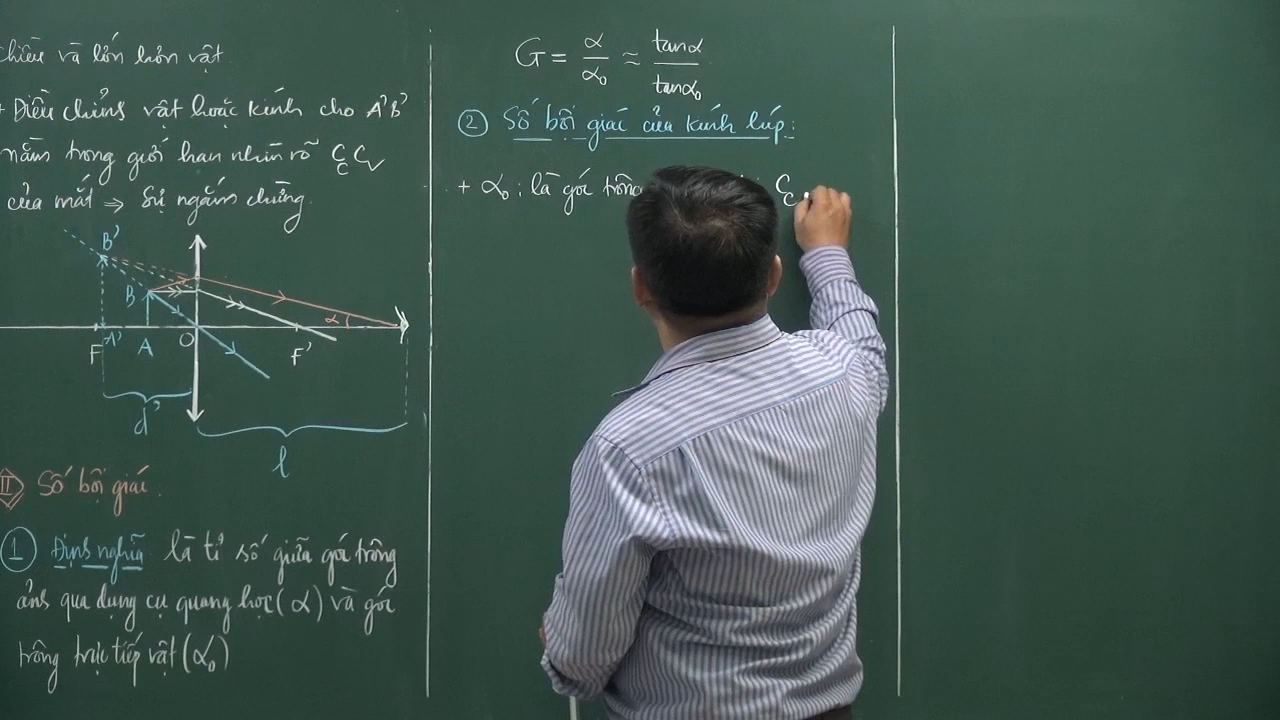 chiều và lớn hơn vật
+ Điều chỉnh vật hoặc kính cho A'B'
nằm trong giới hạn nhìn rõ C_C C_V
của mắt ⇒ Sự ngắm chừng.
B'
B
α
F
A'
A
O
F'
d'
l
II Số bội giác.
① Định nghĩa là tỉ số giữa góc trông
ảnh qua dụng cụ quang học (α) và góc
trông trực tiếp vật (α₀)
G = α/α₀ ≈ tanα/tanα₀
② Số bội giác của kính lúp:
+ α₀: là góc trông C_C